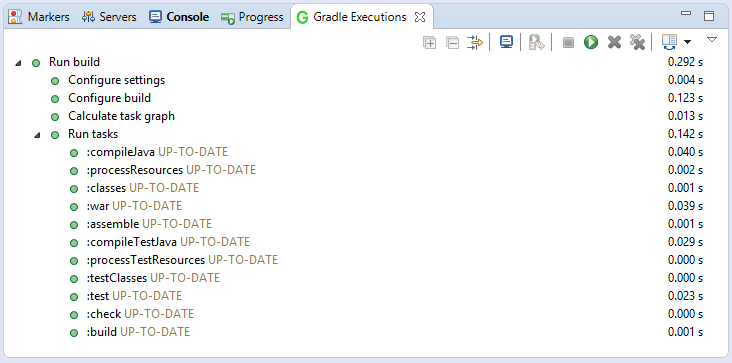 Markers Servers Console Progress Gradle Executions
Run build 0.292 s
Configure settings 0.004 s
Configure build 0.123 s
Calculate task graph 0.013 s
Run tasks 0.142 s
:compileJava UP-TO-DATE 0.040 s
:processResources UP-TO-DATE 0.002 s
:classes UP-TO-DATE 0.001 s
:war UP-TO-DATE 0.039 s
:assemble UP-TO-DATE 0.001 s
:compileTestJava UP-TO-DATE 0.029 s
:processTestResources UP-TO-DATE 0.000 s
:testClasses UP-TO-DATE 0.000 s
:test UP-TO-DATE 0.023 s
:check UP-TO-DATE 0.000 s
:build UP-TO-DATE 0.001 s